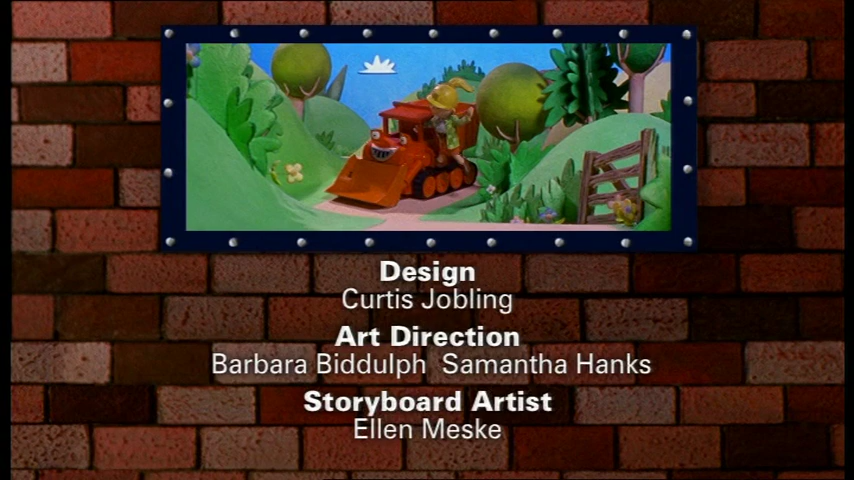 Design
Curtis Jobling
Art Direction
Barbara Biddulph  Samantha Hanks
Storyboard Artist
Ellen Meske